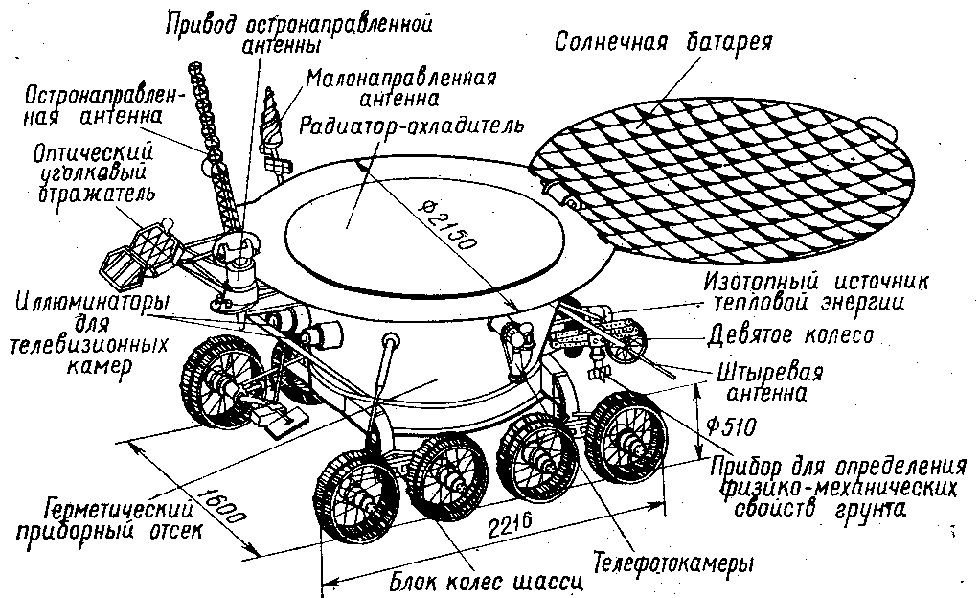 Привод остронаправленной
антенны
Солнечная батарея
Остронаправлен-
ная антенна
Малонаправленная
антенна
Радиатор-охладитель
Оптический
уголковый
отражатель
Ф2150
Изотопный источник
тепловой энергии
Девятое колесо
Штыревая
антенна
Иллюминаторы
для
телевизионных
камер
Ф510
Прибор для определения
физико-механических
свойств грунта
Герметический
приборный отсек
1600
2216
Телефотокамеры
Блок колес шасси